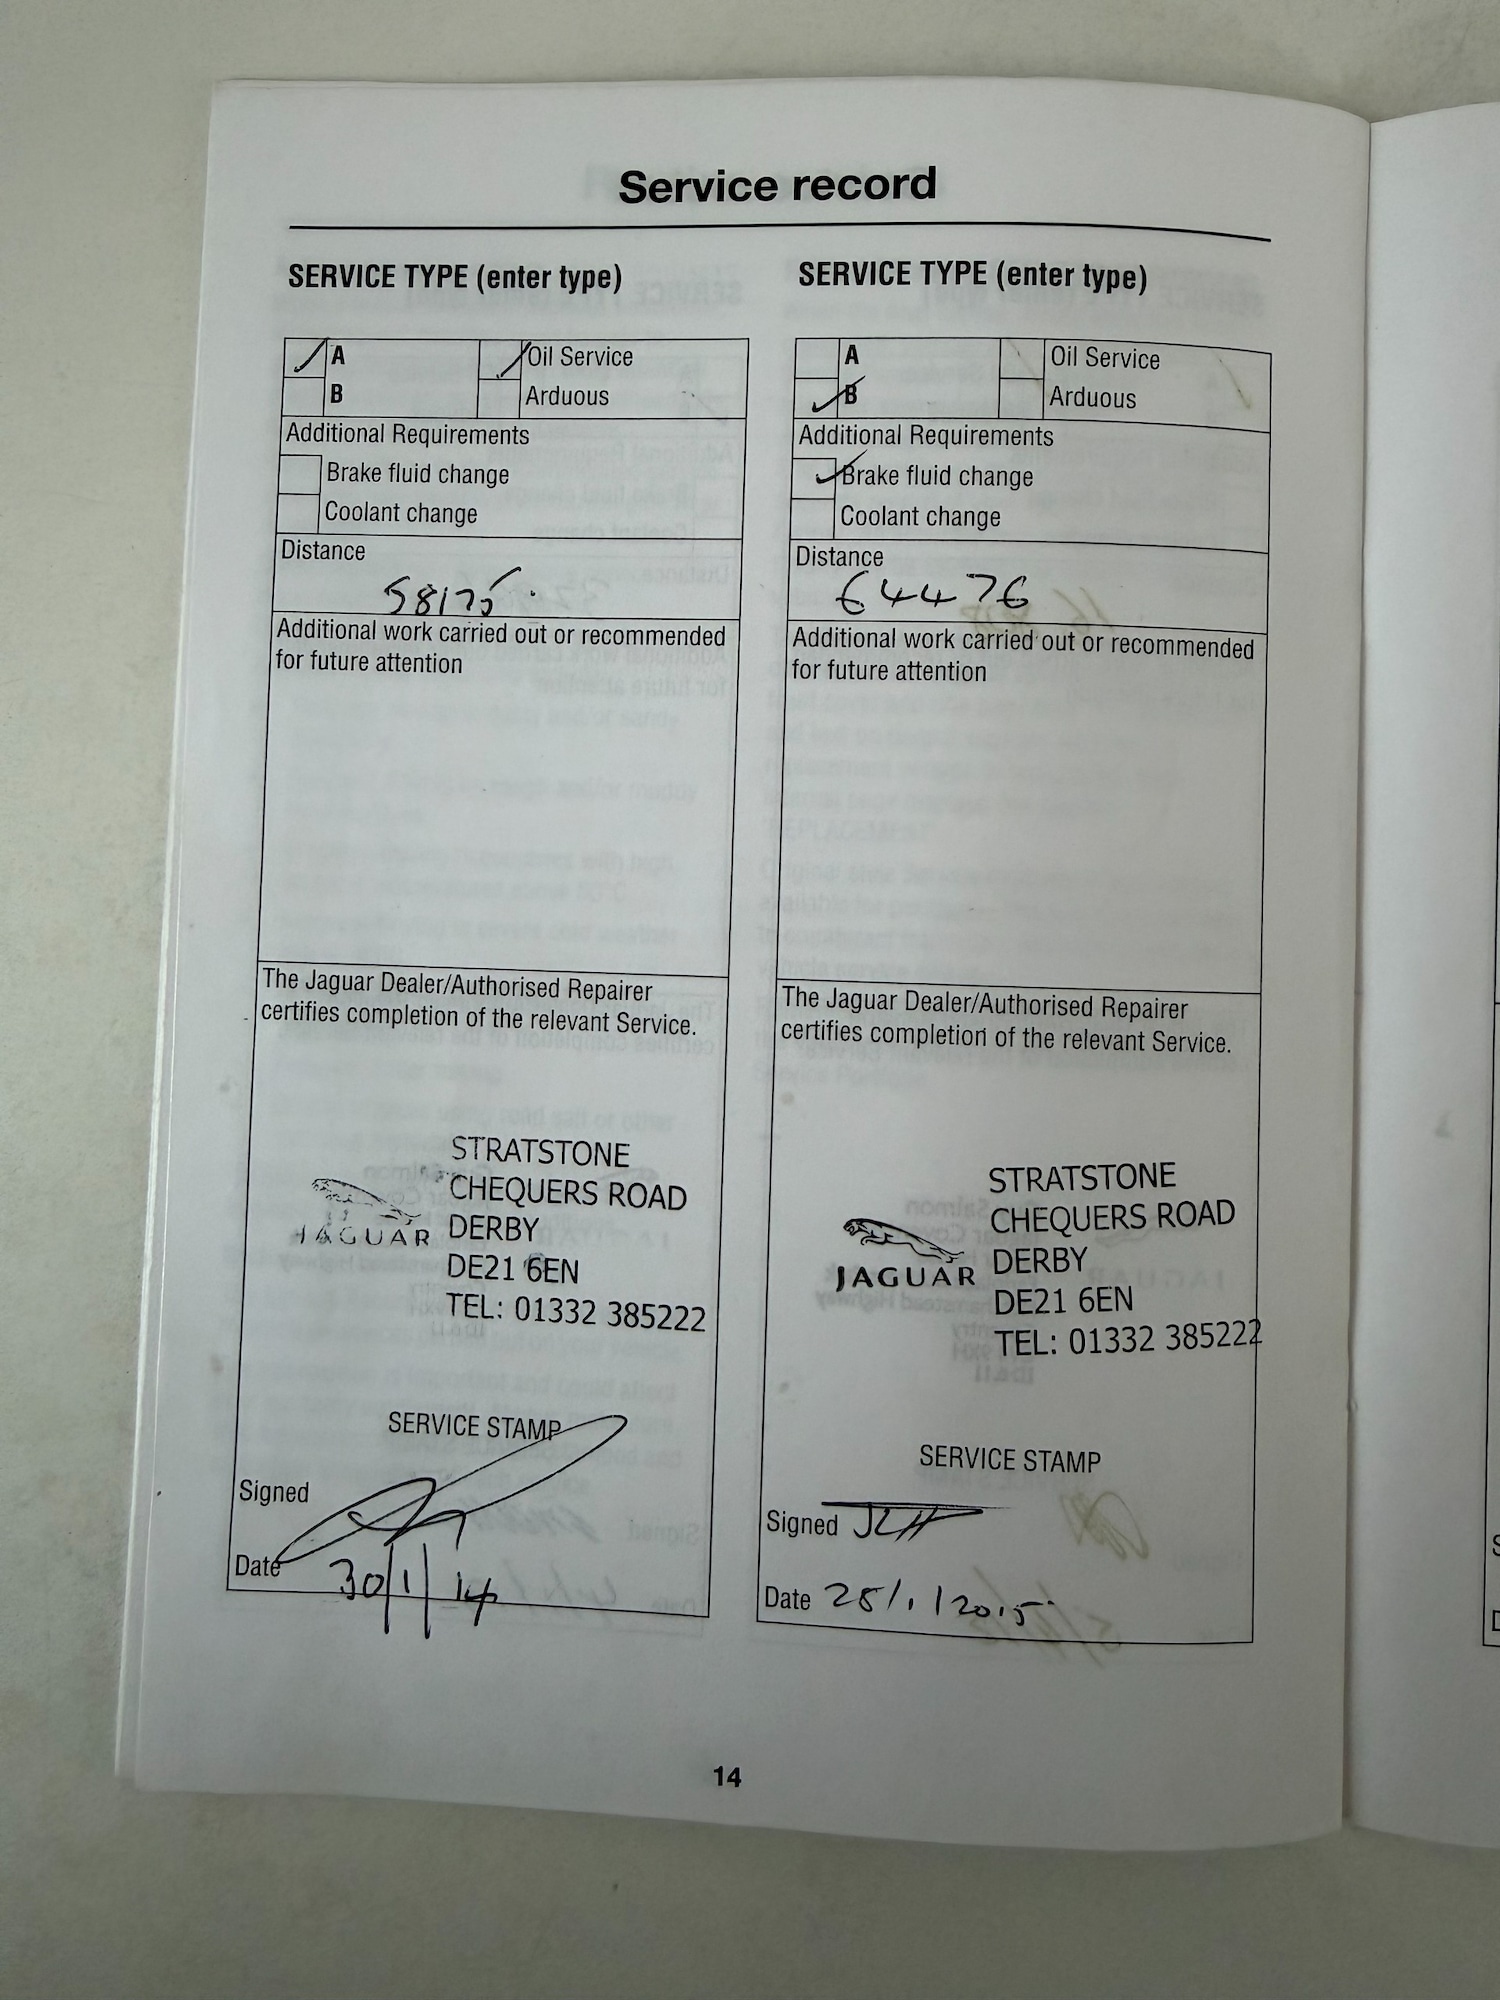 Service record
SERVICE TYPE (enter type)
A
Oil Service
B
Arduous
Additional Requirements
Brake fluid change
Coolant change
Distance
58175
Additional work carried out or recommended
for future attention
The Jaguar Dealer/Authorised Repairer
certifies completion of the relevant Service.
STRATSTONE
CHEQUERS ROAD
DERBY
DE21 6EN
TEL: 01332 385222
JAGUAR
SERVICE STAMP
Signed
Date 30/1/14
SERVICE TYPE (enter type)
A
Oil Service
B
Arduous
Additional Requirements
Brake fluid change
Coolant change
Distance
64476
Additional work carried out or recommended
for future attention
The Jaguar Dealer/Authorised Repairer
certifies completion of the relevant Service.
STRATSTONE
CHEQUERS ROAD
DERBY
DE21 6EN
TEL: 01332 385222
JAGUAR
SERVICE STAMP
Signed
Date 28/1/2015
14